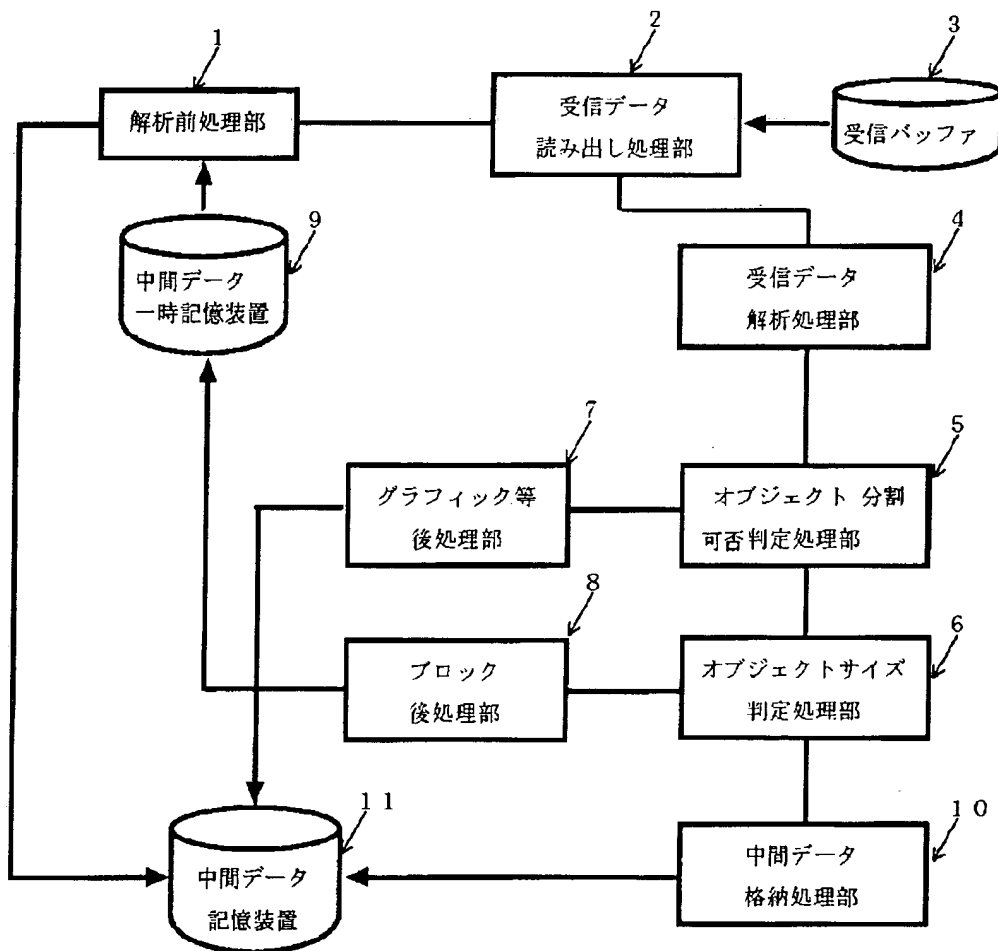 1
解析前処理部
2
受信データ
読み出し処理部
3
受信バッファ
9
中間データ
一時記憶装置
4
受信データ
解析処理部
7
グラフィック等
後処理部
5
オブジェクト 分割
可否判定処理部
8
ブロック
後処理部
6
オブジェクトサイズ
判定処理部
11
中間データ
記憶装置
10
中間データ
格納処理部